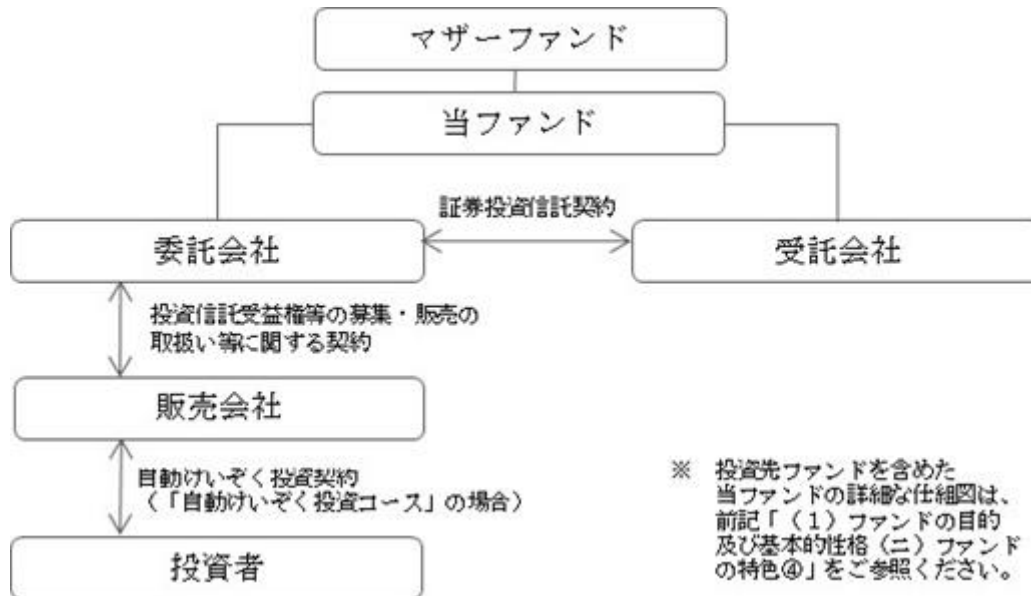 マザーファンド
当ファンド
証券投資信託契約
委託会社
受託会社
投資信託受益権等の募集・販売の
取扱い等に関する契約
販売会社
自動けいぞく投資契約
（「自動けいぞく投資コース」の場合）
投資者
※ 投資先ファンドを含めた
当ファンドの詳細な仕組図は、
前記「（１）ファンドの目的
及び基本的性格（ニ）ファンド
の特色④」をご参照ください。